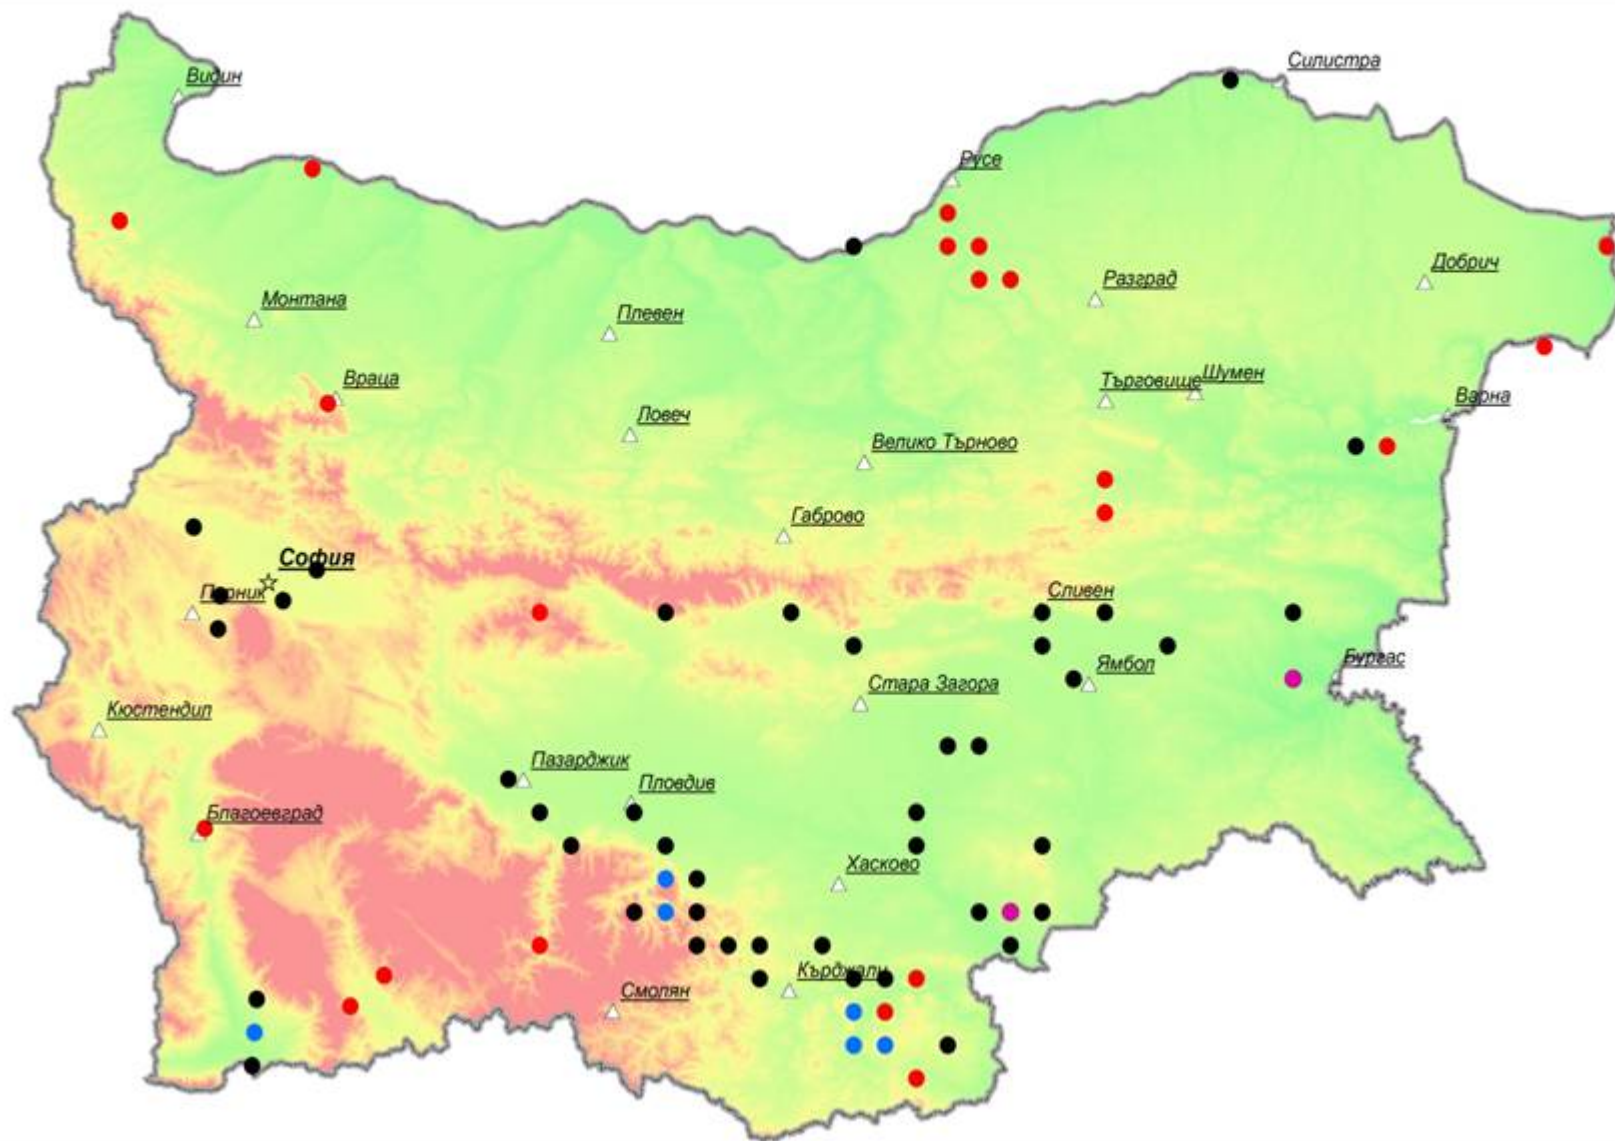 Видин
Силистра
Русе
Добрич
Разград
Монтана
Плевен
Враца
Търговище
Шумен
Варна
Ловеч
Велико Търново
Габрово
София
Перник
Сливен
Ямбол
Бургас
Стара Загора
Кюстендил
Пазарджик
Пловдив
Благоевград
Хасково
Кърджали
Смолян